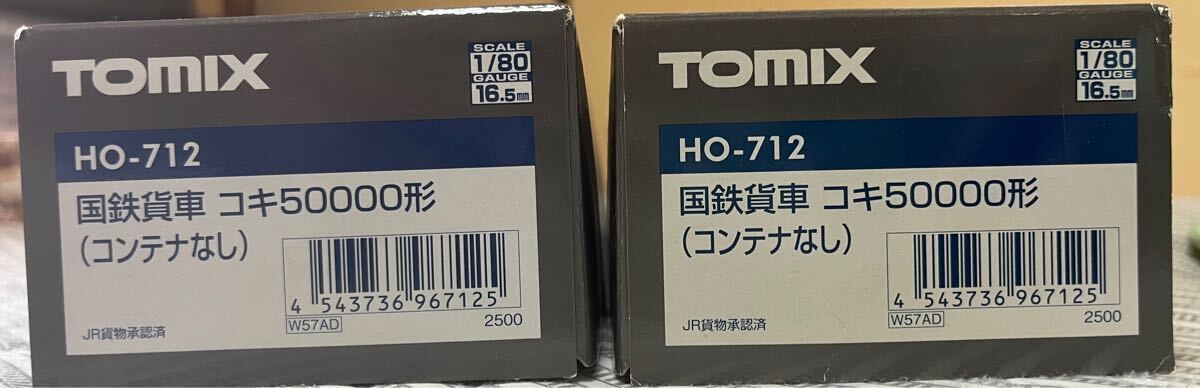 TOMIX
SCALE
1/80
GAUGE
16.5mm
HO-712
国鉄貨車 コキ50000形
(コンテナなし)
4 543736 967125
W57AD
2500
JR貨物承認済
TOMIX
SCALE
1/80
GAUGE
16.5mm
HO-712
国鉄貨車 コキ50000形
(コンテナなし)
4 543736 967125
W57AD
2500
JR貨物承認済